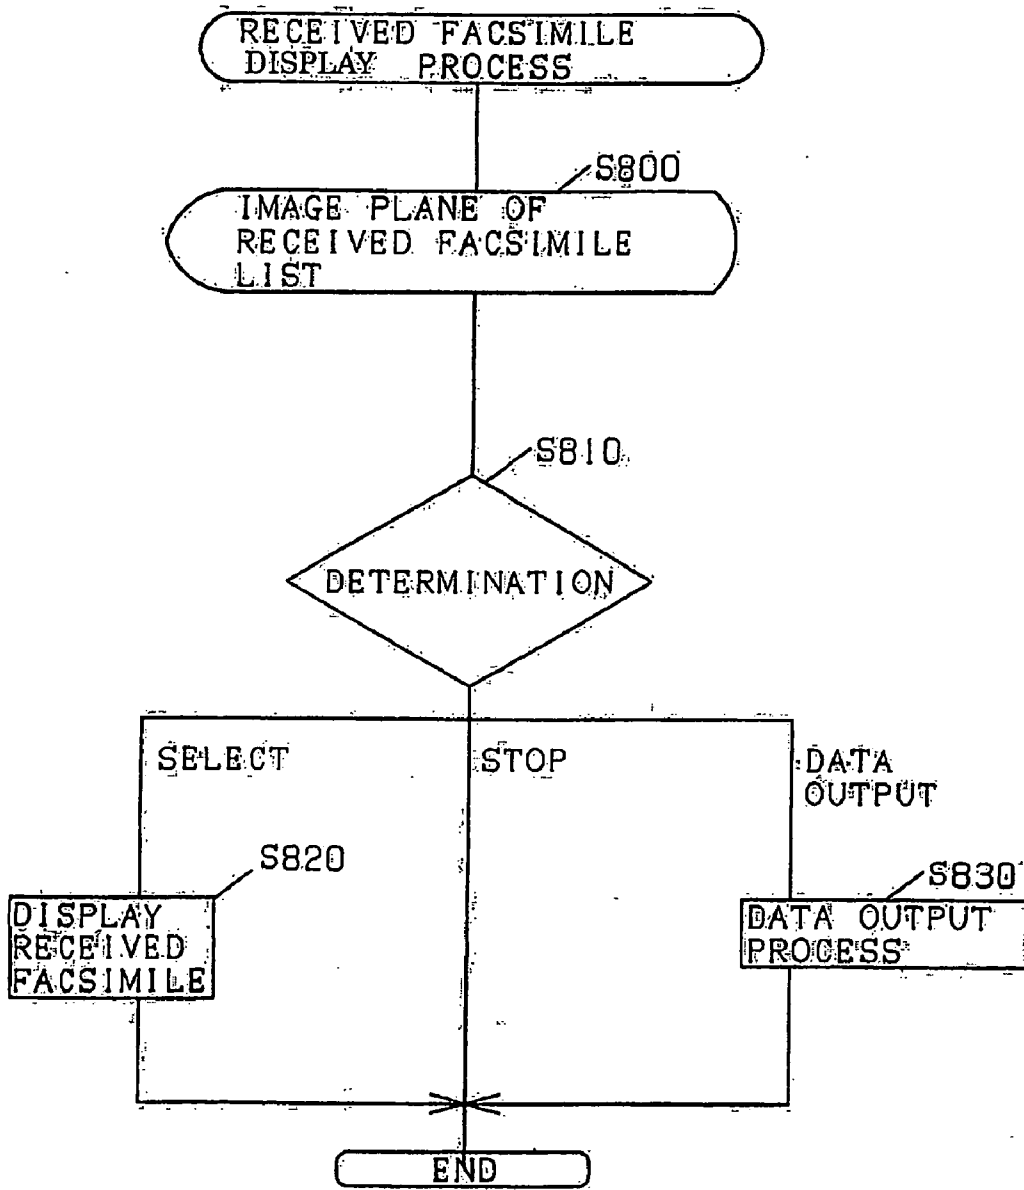 RECEIVED FACSIMILE
DISPLAY PROCESS
S800
IMAGE PLANE OF
RECEIVED FACSIMILE
LIST
S810
DETERMINATION
SELECT
STOP
DATA
OUTPUT
S820
DISPLAY
RECEIVED
FACSIMILE
S830
DATA OUTPUT
PROCESS
END